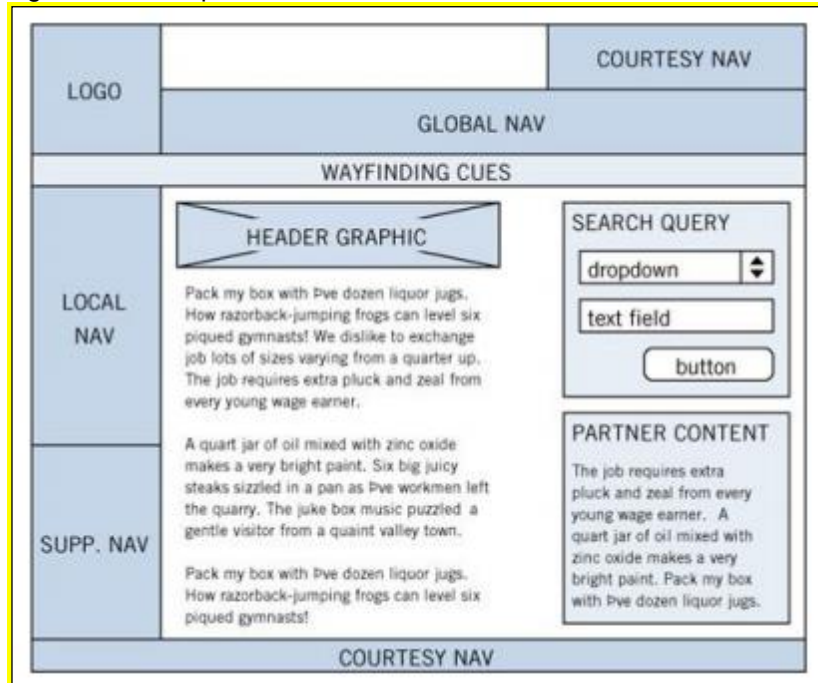 LOGO
COURTESY NAV
GLOBAL NAV
WAYFINDING CUES
LOCAL
NAV
SUPP. NAV
HEADER GRAPHIC
Pack my box with Þve dozen liquor jugs.
How razorback-jumping frogs can level six
piqued gymnasts! We dislike to exchange
job lots of sizes varying from a quarter up.
The job requires extra pluck and zeal from
every young wage earner.
A quart jar of oil mixed with zinc oxide
makes a very bright paint. Six big juicy
steaks sizzled in a pan as Þve workmen left
the quarry. The juke box music puzzled a
gentle visitor from a quaint valley town.
Pack my box with Þve dozen liquor jugs.
How razorback-jumping frogs can level six
piqued gymnasts!
SEARCH QUERY
dropdown
text field
button
PARTNER CONTENT
The job requires extra
pluck and zeal from every
young wage earner. A
quart jar of oil mixed with
zinc oxide makes a very
bright paint. Pack my box
with Þve dozen liquor jugs.
COURTESY NAV